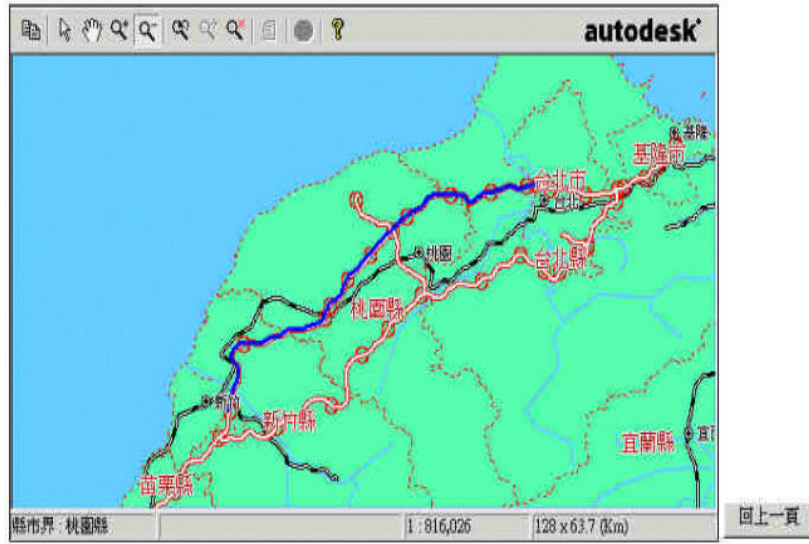 autodesk
基隆
基隆市
台北市
台北
台北縣
桃園
桃園縣
新竹
新竹縣
宜蘭縣
苗栗縣
縣市界 : 桃園縣
1 : 816,026
128 x 63.7 (Km)
回上一頁